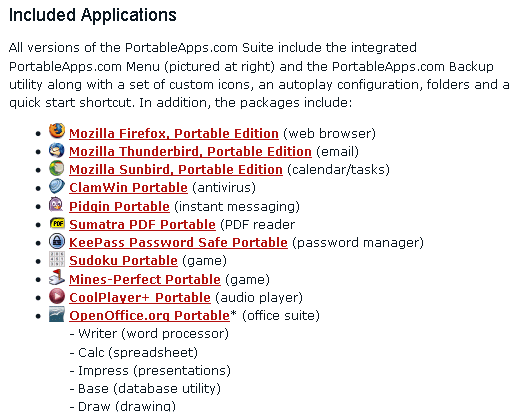 Included Applications
All versions of the PortableApps.com Suite include the integrated
PortableApps.com Menu (pictured at right) and the PortableApps.com Backup
utility along with a set of custom icons, an autoplay configuration, folders and a
quick start shortcut. In addition, the packages include:
• Mozilla Firefox, Portable Edition (web browser)
• Mozilla Thunderbird, Portable Edition (email)
• Mozilla Sunbird, Portable Edition (calendar/tasks)
• ClamWin Portable (antivirus)
• Pidgin Portable (instant messaging)
• PDF Sumatra PDF Portable (PDF reader
• KeePass Password Safe Portable (password manager)
• Sudoku Portable (game)
• Mines-Perfect Portable (game)
• CoolPlayer+ Portable (audio player)
• OpenOffice.org Portable* (office suite)
- Writer (word processor)
- Calc (spreadsheet)
- Impress (presentations)
- Base (database utility)
- Draw (drawing)